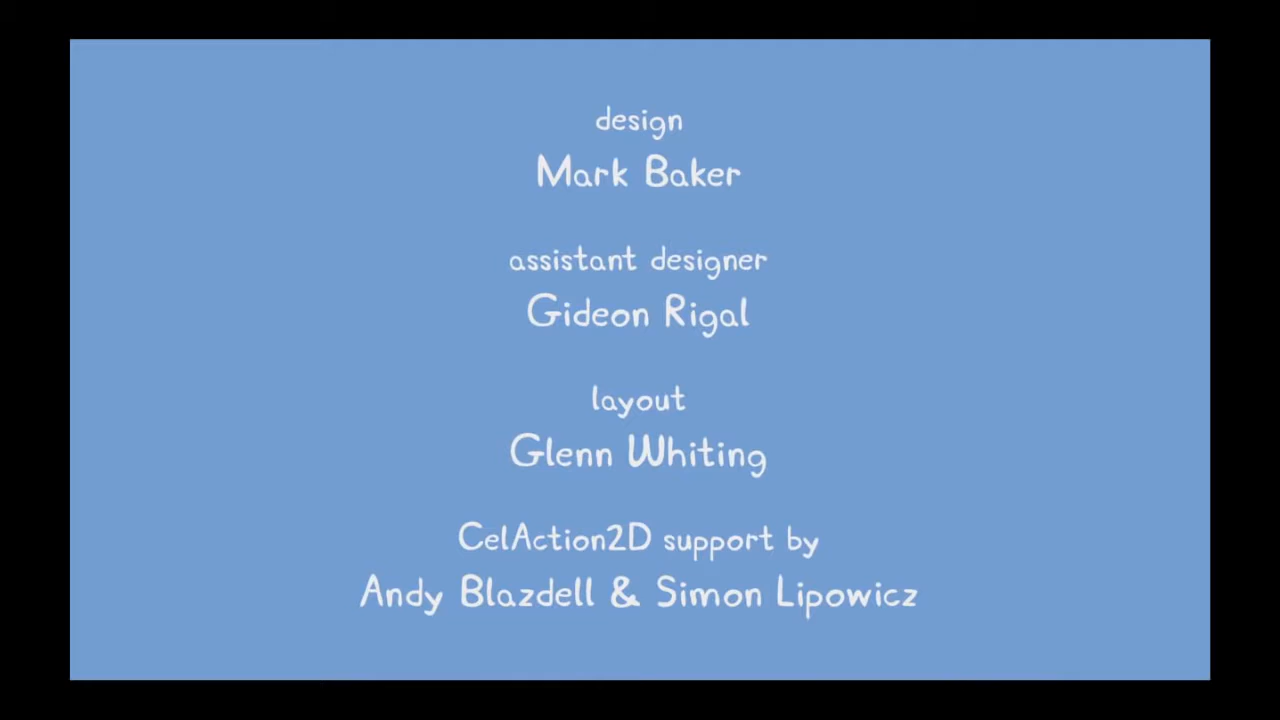 design
Mark Baker
assistant designer
Gideon Rigal
layout
Glenn Whiting
CelAction2D support by
Andy Blazdell & Simon Lipowicz